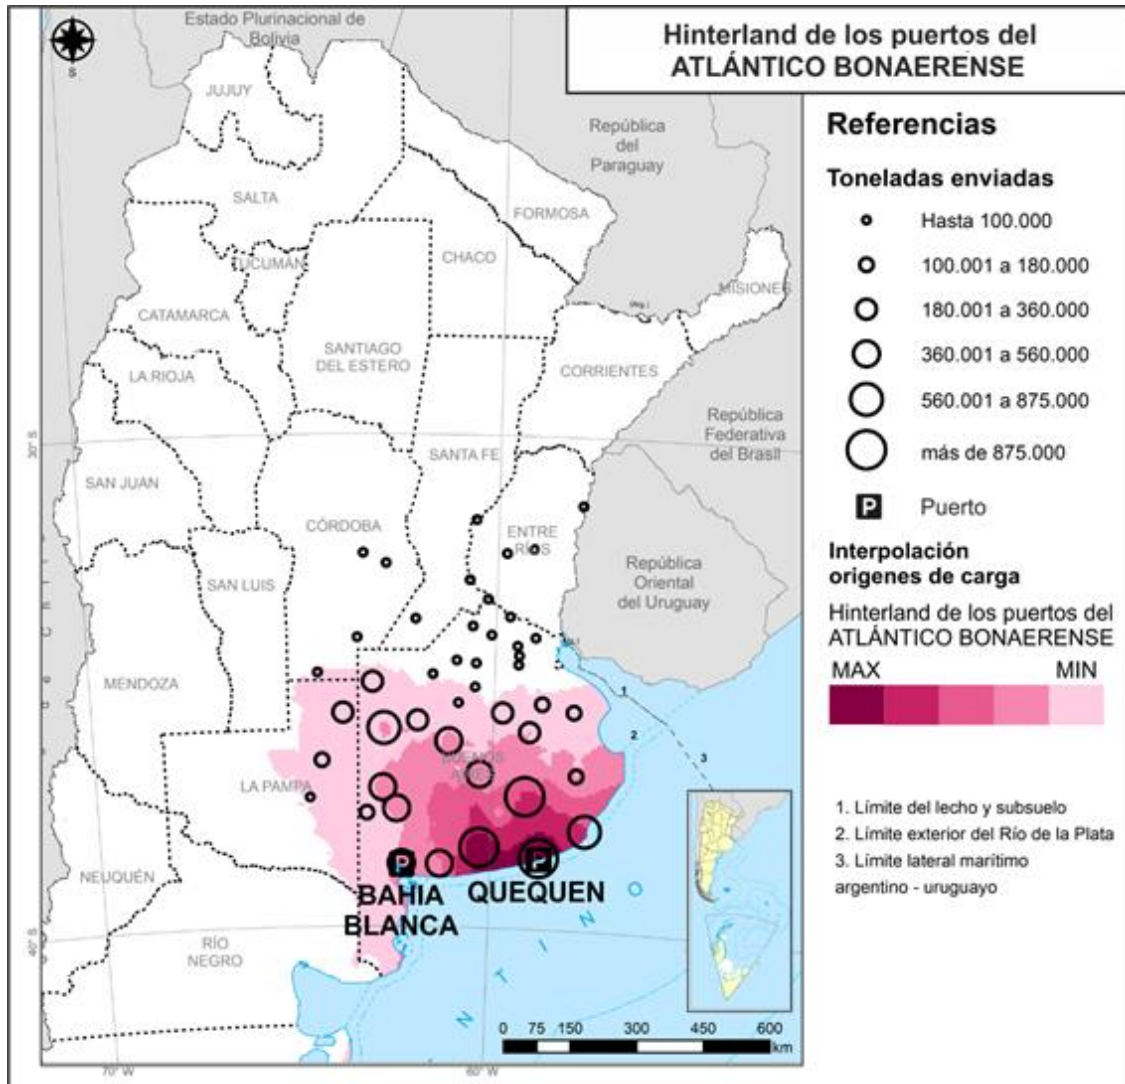 Hinterland de los puertos del
ATLÁNTICO BONAERENSE
S
Estado Plurinacional de
Bolivia
JUJUY
República
del
Paraguay
SALTA
FORMOSA
CHACO
TUCUMÁN
MISIONES
(Arg.)
CATAMARCA
SANTIAGO
DEL ESTERO
LA RIOJA
CORRIENTES
República
Federativa
del Brasil
30° S
SANTA FE
SAN JUAN
CÓRDOBA
ENTRE
RÍOS
SAN LUIS
República
Oriental
del Uruguay
MENDOZA
1
2
3
BUENOS
AIRES
LA PAMPA
NEUQUÉN
P
P
BAHIA
BLANCA
QUEQUEN
RÍO
NEGRO
40° S
N T I N O
0 75 150 300 450 600
km
70° W
60° W
Referencias
Toneladas enviadas
Hasta 100.000
100.001 a 180.000
180.001 a 360.000
360.001 a 560.000
560.001 a 875.000
más de 875.000
P Puerto
Interpolación
origenes de carga
Hinterland de los puertos del
ATLÁNTICO BONAERENSE
MAX MIN
1. Límite del lecho y subsuelo
2. Límite exterior del Río de la Plata
3. Límite lateral marítimo
argentino - uruguayo